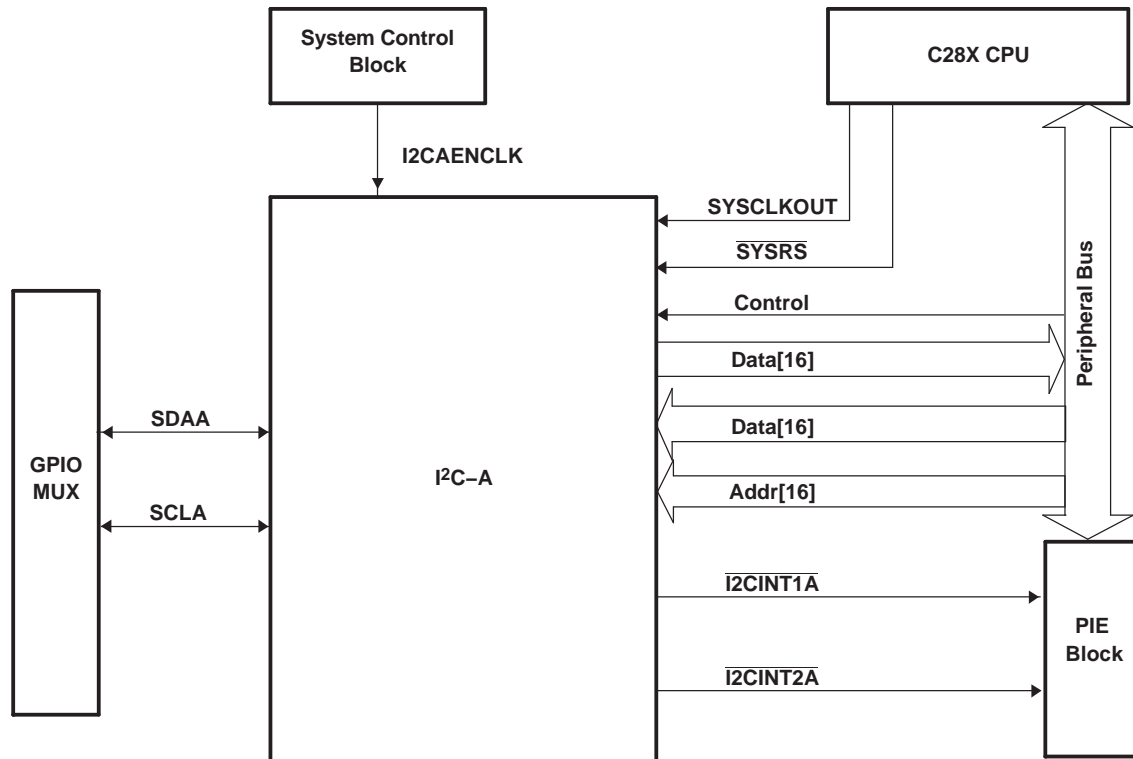 System Control
Block
C28X CPU
I2CAENCLK
SYSCLKOUT
SYSRS
Control
Data[16]
Peripheral Bus
SDAA
Data[16]
GPIO
MUX
I²C–A
SCLA
Addr[16]
I2CINT1A
PIE
Block
I2CINT2A